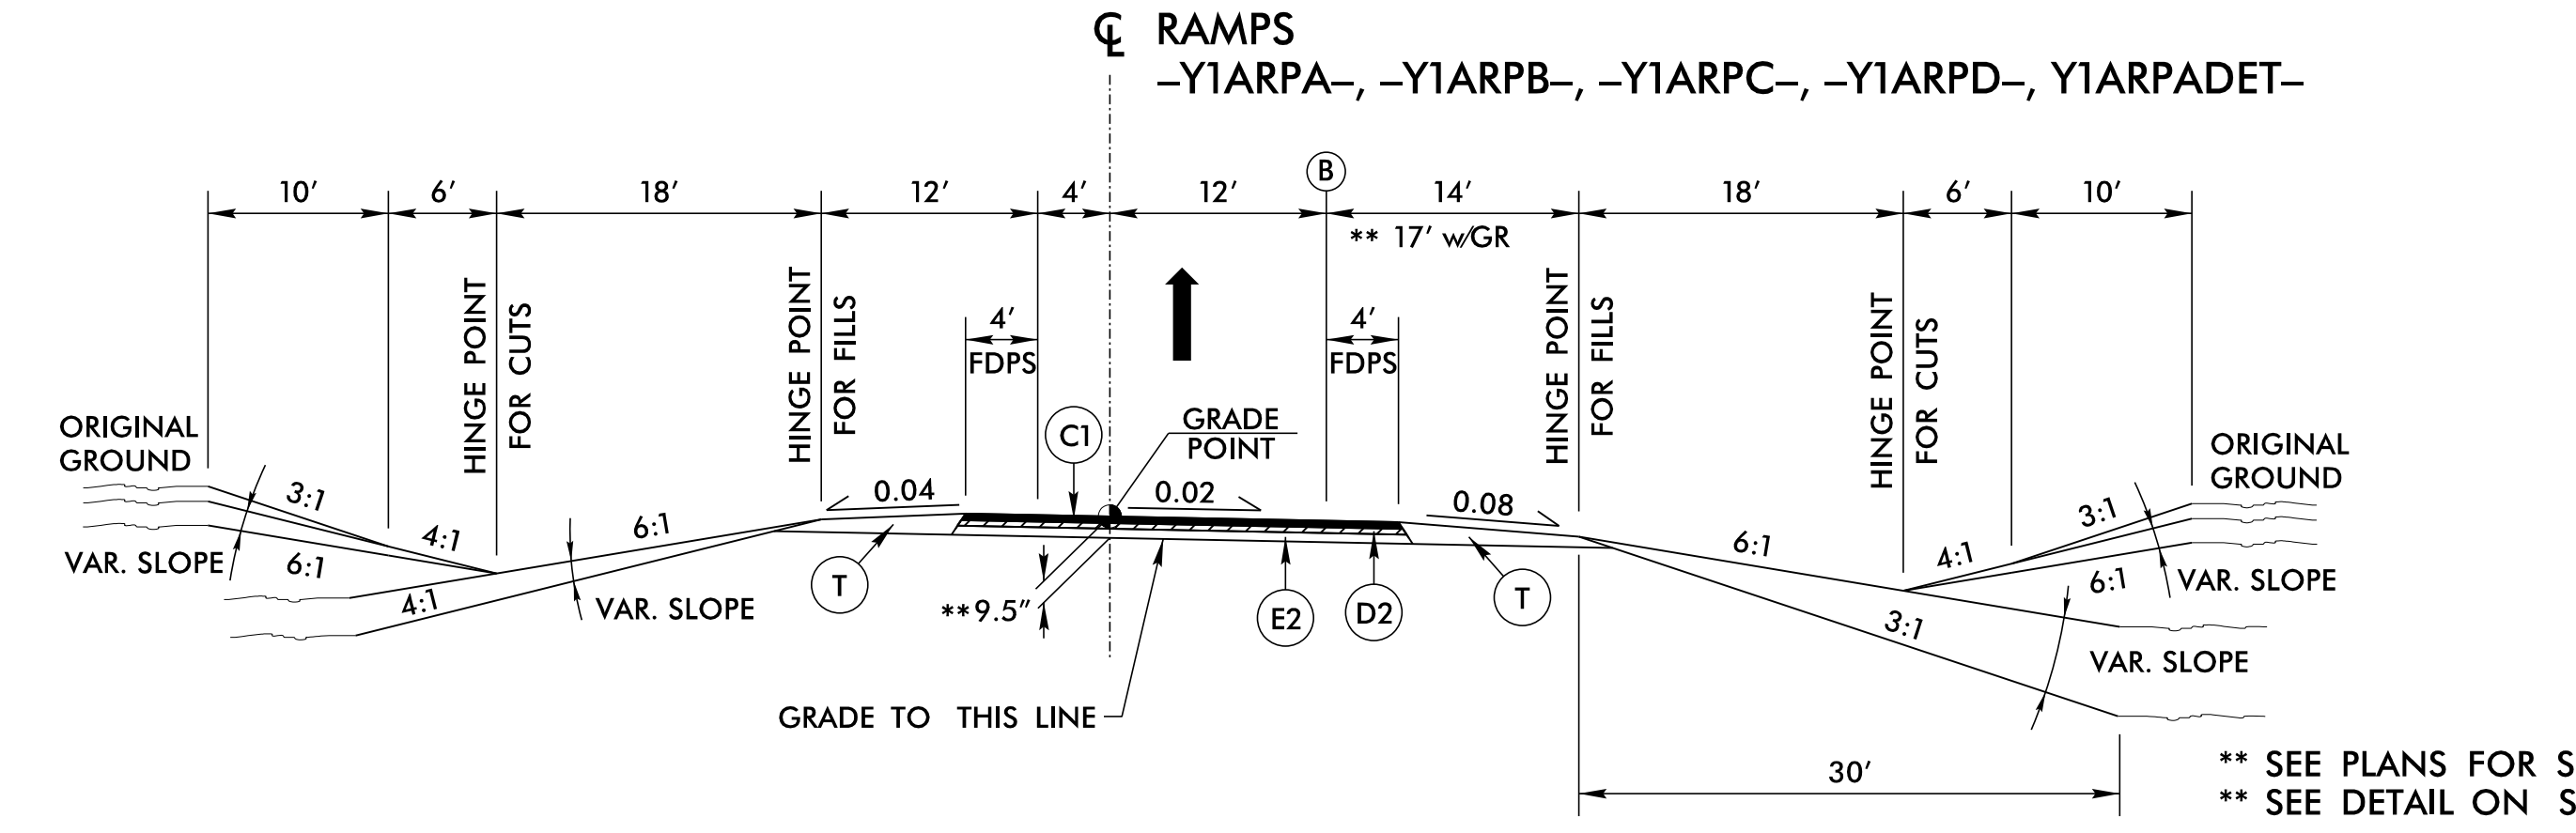 ℄ RAMPS
–Y1ARPA–, –Y1ARPB–, –Y1ARPC–, –Y1ARPD–, Y1ARPADET–
B
10′ 6′ 18′ 12′ 4′ 12′ 14′ 18′ 6′ 10′
** 17′ w/GR
HINGE POINT
FOR CUTS
HINGE POINT
FOR FILLS
4′
FDPS
4′
FDPS
HINGE POINT
FOR FILLS
HINGE POINT
FOR CUTS
ORIGINAL
GROUND
C1
GRADE
POINT
ORIGINAL
GROUND
3:1
4:1
6:1
0.04
0.02
0.08
6:1
4:1
3:1
VAR. SLOPE
6:1
4:1
VAR. SLOPE
T
**9.5″
E2
D2
T
3:1
6:1
VAR. SLOPE
VAR. SLOPE
GRADE TO THIS LINE
30′
** SEE PLANS FOR
** SEE DETAIL ON